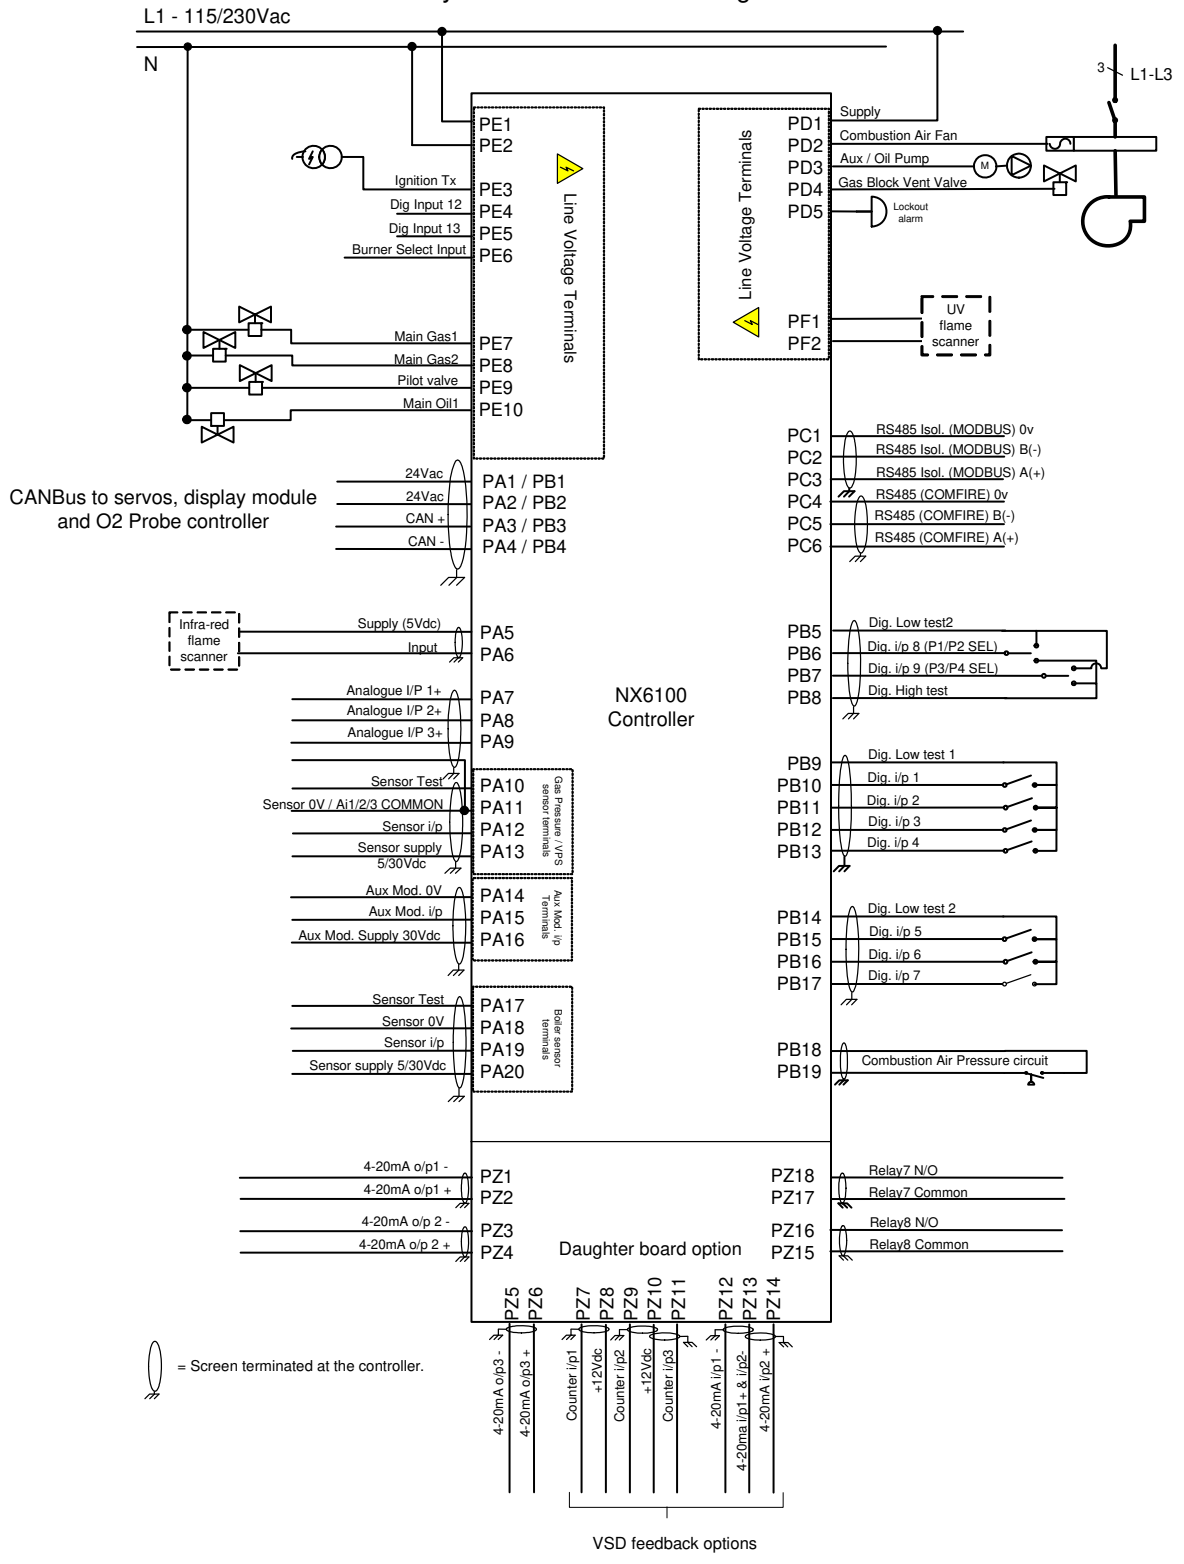 L1 - 115/230Vac
N
3
L1-L3
PE1
PE2
Ignition Tx
PE3
Dig Input 12
PE4
Dig Input 13
PE5
Burner Select Input
PE6
Main Gas1
PE7
Main Gas2
PE8
Pilot valve
PE9
Main Oil1
PE10
Line Voltage Terminals
Line Voltage Terminals
Supply
PD1
Combustion Air Fan
PD2
Aux / Oil Pump
PD3
M
Gas Block Vent Valve
PD4
PD5
Lockout
alarm
PF1
PF2
UV
flame
scanner
CANBus to servos, display module
and O2 Probe controller
24Vac
PA1 / PB1
24Vac
PA2 / PB2
CAN +
PA3 / PB3
CAN -
PA4 / PB4
PC1
RS485 Isol. (MODBUS) 0v
PC2
RS485 Isol. (MODBUS) B(-)
PC3
RS485 Isol. (MODBUS) A(+)
PC4
RS485 (COMFIRE) 0v
PC5
RS485 (COMFIRE) B(-)
PC6
RS485 (COMFIRE) A(+)
Infra-red
flame
scanner
Supply (5Vdc)
PA5
Input
PA6
Analogue I/P 1+
PA7
Analogue I/P 2+
PA8
Analogue I/P 3+
PA9
NX6100
Controller
PB5
Dig. Low test2
PB6
Dig. i/p 8 (P1/P2 SEL)
PB7
Dig. i/p 9 (P3/P4 SEL)
PB8
Dig. High test
Sensor Test
PA10
Sensor 0V / Ai1/2/3 COMMON
PA11
Sensor i/p
PA12
Sensor supply
5/30Vdc
PA13
Gas Pressure / VPS
sensor terminals
PB9
Dig. Low test 1
PB10
Dig. i/p 1
PB11
Dig. i/p 2
PB12
Dig. i/p 3
PB13
Dig. i/p 4
Aux Mod. 0V
PA14
Aux Mod. i/p
PA15
Aux Mod. Supply 30Vdc
PA16
Aux Mod. i/p
Terminals
PB14
Dig. Low test 2
PB15
Dig. i/p 5
PB16
Dig. i/p 6
PB17
Dig. i/p 7
Sensor Test
PA17
Sensor 0V
PA18
Sensor i/p
PA19
Sensor supply 5/30Vdc
PA20
Boiler sensor
terminals
PB18
PB19
Combustion Air Pressure circuit
4-20mA o/p1 -
PZ1
4-20mA o/p1 +
PZ2
4-20mA o/p 2 -
PZ3
4-20mA o/p 2 +
PZ4
Daughter board option
PZ18
Relay7 N/O
PZ17
Relay7 Common
PZ16
Relay8 N/O
PZ15
Relay8 Common
PZ5
PZ6
PZ7
PZ8
PZ9
PZ10
PZ11
PZ12
PZ13
PZ14
4-20mA o/p3 -
4-20mA o/p3 +
Counter i/p1
+12Vdc
Counter i/p2
+12Vdc
Counter i/p3
4-20mA i/p1 -
4-20ma i/p1+ & i/p2-
4-20mA i/p2 +
= Screen terminated at the controller.
VSD feedback options